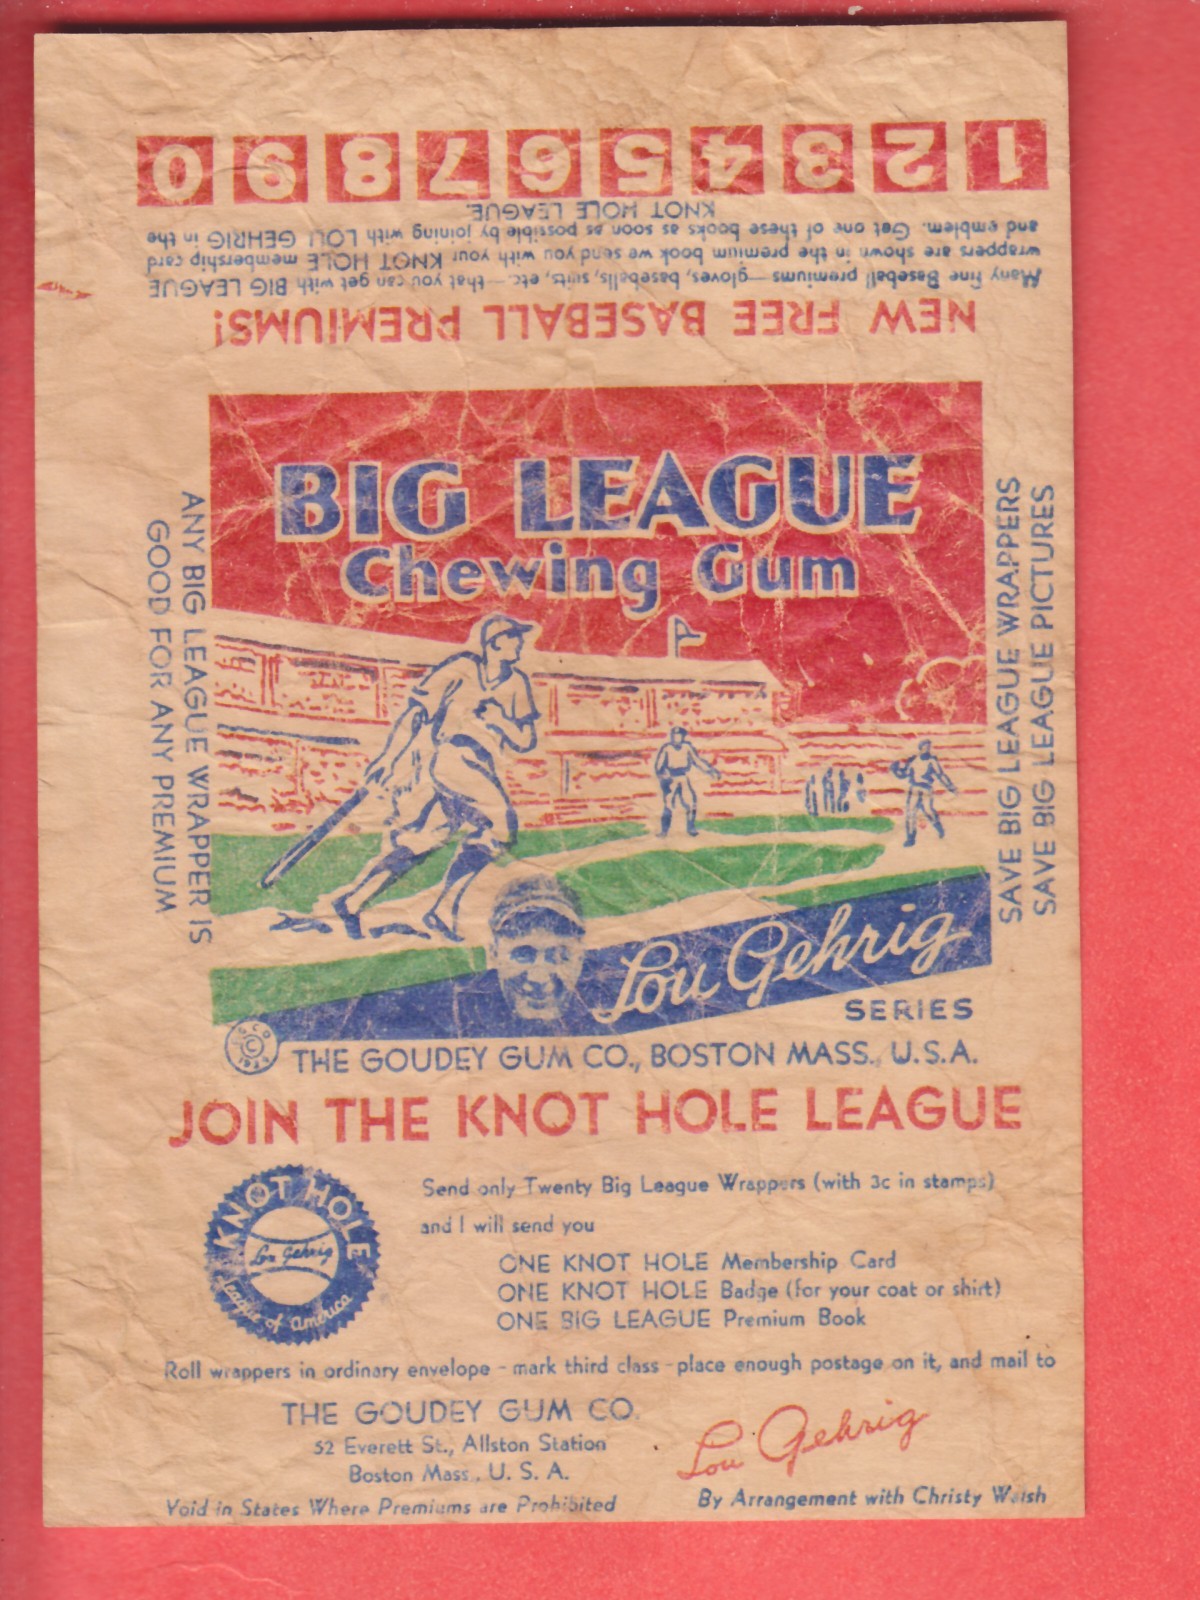 1 2 3 4 5 6 7 8 9 0
NEW FREE BASEBALL PREMIUMS!
Many fine Baseball premiums—gloves, baseballs, suits, etc—that you can get with BIG LEAGUE
wrappers are shown in the premium book we send you with your KNOT HOLE membership card
and emblem. Get one of these books as soon as possible by joining with LOU GEHRIG in the
KNOT HOLE LEAGUE.
BIG LEAGUE
Chewing Gum
ANY BIG LEAGUE WRAPPER IS
GOOD FOR ANY PREMIUM
SAVE BIG LEAGUE WRAPPERS
SAVE BIG LEAGUE PICTURES
Lou Gehrig
SERIES
©
THE GOUDEY GUM CO., BOSTON MASS., U.S.A.
JOIN THE KNOT HOLE LEAGUE
KNOT HOLE
Lou Gehrig
League of America
Send only Twenty Big League Wrappers (with 3c in stamps)
and I will send you
ONE KNOT HOLE Membership Card
ONE KNOT HOLE Badge (for your coat or shirt)
ONE BIG LEAGUE Premium Book
Roll wrappers in ordinary envelope - mark third class - place enough postage on it, and mail to
THE GOUDEY GUM CO.
52 Everett St., Allston Station
Boston Mass., U. S. A.
Lou Gehrig
Void in States Where Premiums are Prohibited
By Arrangement with Christy Walsh